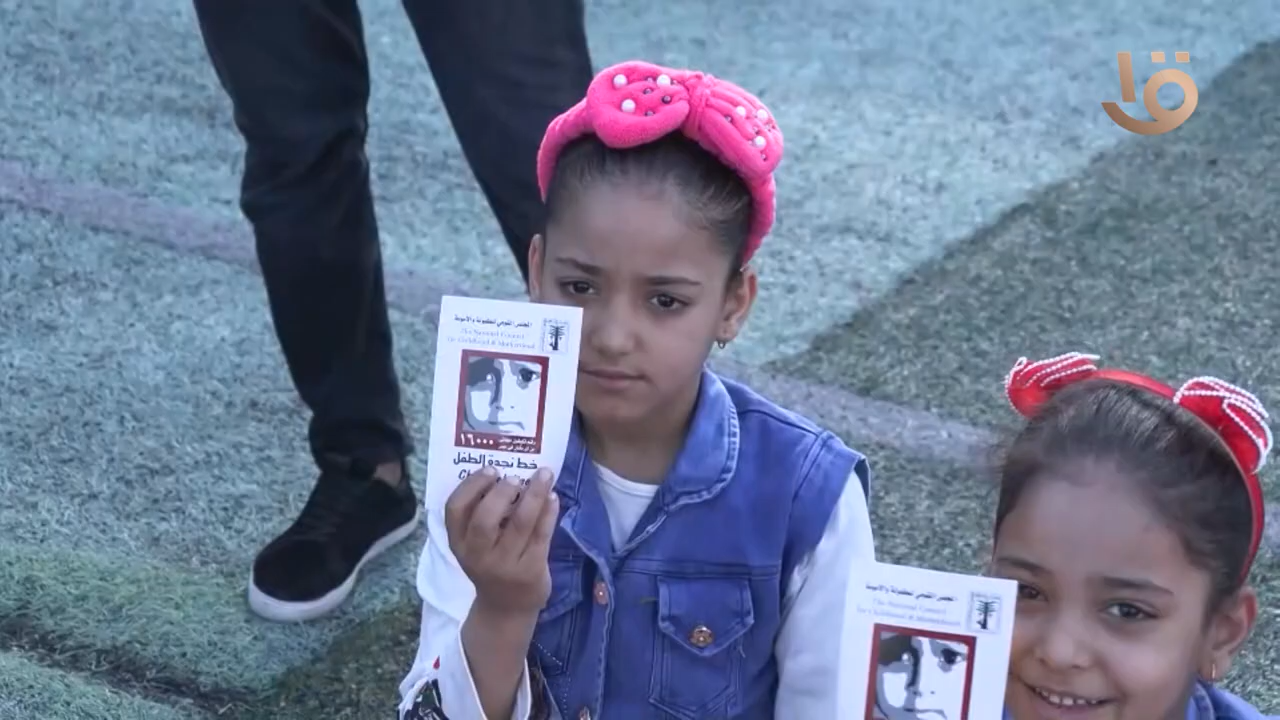 المجلس القومي للطفولة والأمومة
The National Council
for Childhood & Motherhood
١٦٠٠٠
خط نجدة الطفل
المجلس القومي للطفولة والأمومة
The National Council
for Childhood & Motherhood